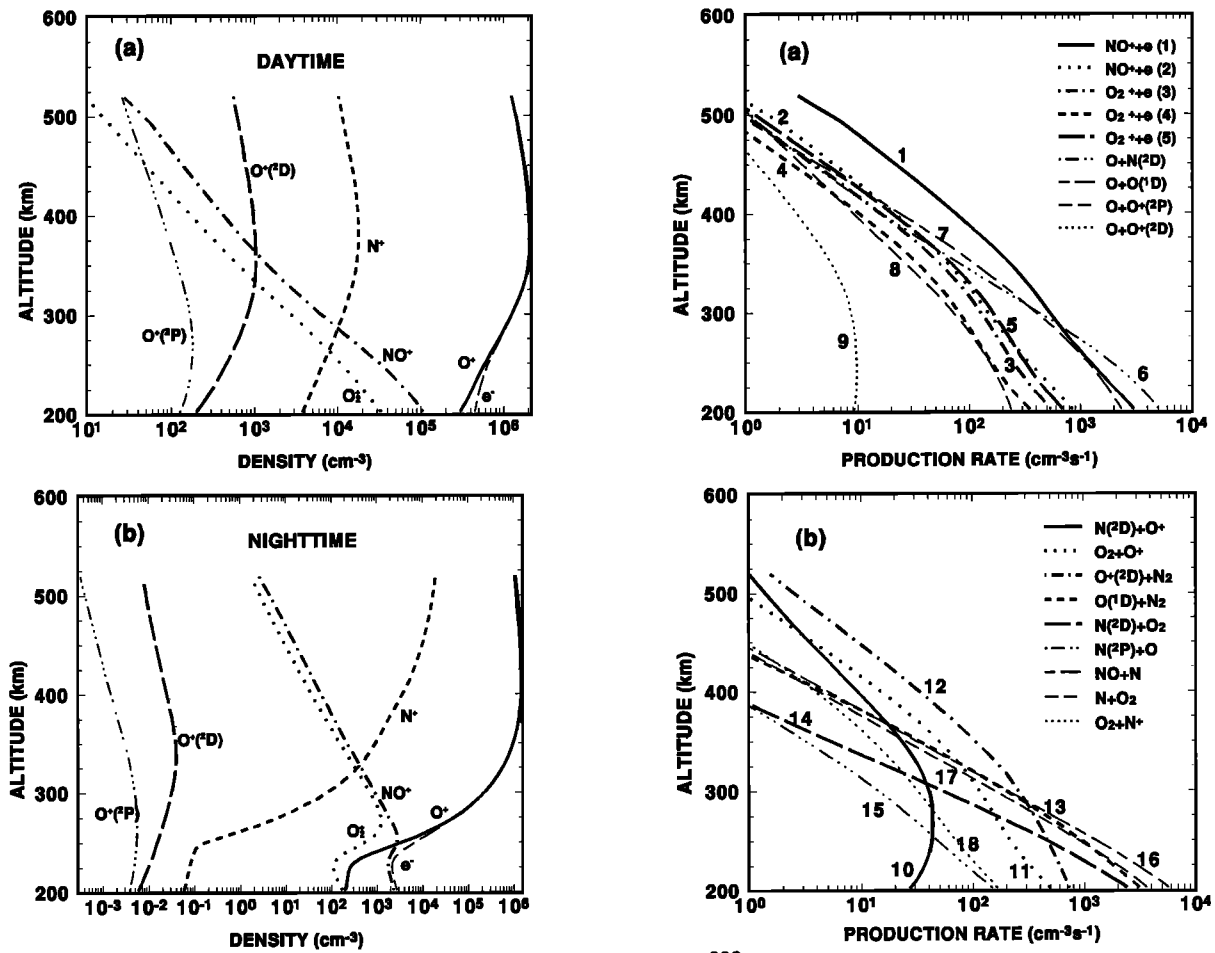 (a)
DAYTIME
O⁺(²D)
N⁺
O⁺(²P)
NO⁺
O₂⁺
O⁺
e⁻
ALTITUDE (km)
600
500
400
300
200
10¹ 10² 10³ 10⁴ 10⁵ 10⁶
DENSITY (cm⁻³)
(a)
NO⁺+e (1)
NO⁺+e (2)
O₂⁺+e (3)
O₂⁺+e (4)
O₂⁺+e (5)
O+N(²D)
O+O(¹D)
O+O⁺(²P)
O+O⁺(²D)
1
2
4
7
8
5
9
3
6
ALTITUDE (km)
600
500
400
300
200
10⁰ 10¹ 10² 10³ 10⁴
PRODUCTION RATE (cm⁻³s⁻¹)
(b)
NIGHTTIME
N⁺
O⁺(²D)
O⁺(²P)
NO⁺
O⁺
O₂⁺
e⁻
ALTITUDE (km)
600
500
400
300
200
10⁻³ 10⁻² 10⁻¹ 10⁰ 10¹ 10² 10³ 10⁴ 10⁵ 10⁶
DENSITY (cm⁻³)
(b)
N(²D)+O⁺
O₂+O⁺
O⁺(²D)+N₂
O(¹D)+N₂
N(²D)+O₂
N(²P)+O
NO+N
N+O₂
O₂+N⁺
12
14
17
13
15
18
16
10
11
ALTITUDE (km)
600
500
400
300
200
10⁰ 10¹ 10² 10³ 10⁴
PRODUCTION RATE (cm⁻³s⁻¹)